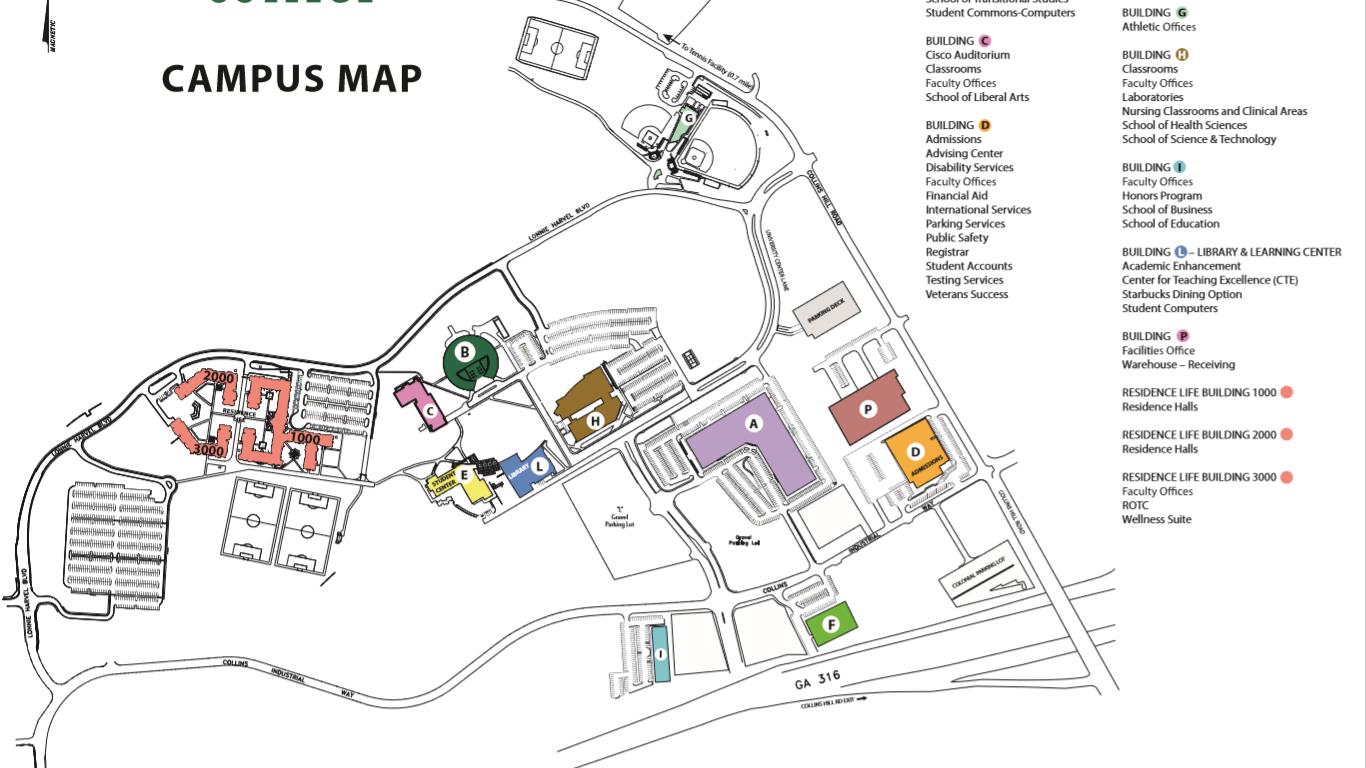 MAGNETIC
CAMPUS MAP
To Tennis Facility (0.7 mile)
G
COLLINS HILL ROAD
LONNIE HARVEL BLVD
UNIVERSITY CENTER LANE
PARKING DECK
B
C
H
A
P
D
ADMISSIONS
2000
RESIDENCE
1000
3000
LONNIE HARVEL BLVD
STUDENT
CENTER
E
LIBRARY
L
"L"
Gravel
Parking Lot
Gravel
Parking Lot
COLLINS INDUSTRIAL WAY
COLLINS HILL ROAD
COLONIAL PARKING LOT
LONNIE HARVEL BLVD
F
I
COLLINS INDUSTRIAL WAY
GA 316
COLLINS HILL RD EXIT
School of Transitional Studies
Student Commons-Computers
BUILDING C
Cisco Auditorium
Classrooms
Faculty Offices
School of Liberal Arts
BUILDING D
Admissions
Advising Center
Disability Services
Faculty Offices
Financial Aid
International Services
Parking Services
Public Safety
Registrar
Student Accounts
Testing Services
Veterans Success
BUILDING G
Athletic Offices
BUILDING H
Classrooms
Faculty Offices
Laboratories
Nursing Classrooms and Clinical Areas
School of Health Sciences
School of Science & Technology
BUILDING I
Faculty Offices
Honors Program
School of Business
School of Education
BUILDING L – LIBRARY & LEARNING CENTER
Academic Enhancement
Center for Teaching Excellence (CTE)
Starbucks Dining Option
Student Computers
BUILDING P
Facilities Office
Warehouse – Receiving
RESIDENCE LIFE BUILDING 1000
Residence Halls
RESIDENCE LIFE BUILDING 2000
Residence Halls
RESIDENCE LIFE BUILDING 3000
Faculty Offices
ROTC
Wellness Suite